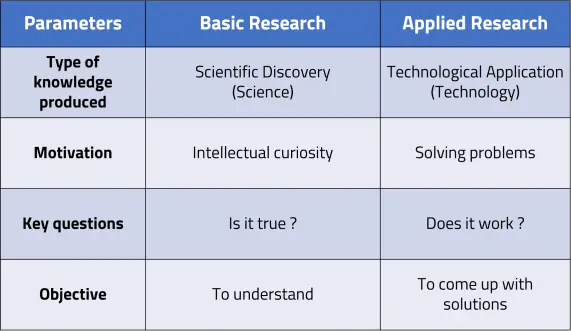 Parameters Basic Research Applied Research
Type of
knowledge
produced
Scientific Discovery
(Science)
Technological Application
(Technology)
Motivation Intellectual curiosity Solving problems
Key questions Is it true ? Does it work ?
Objective To understand To come up with
solutions